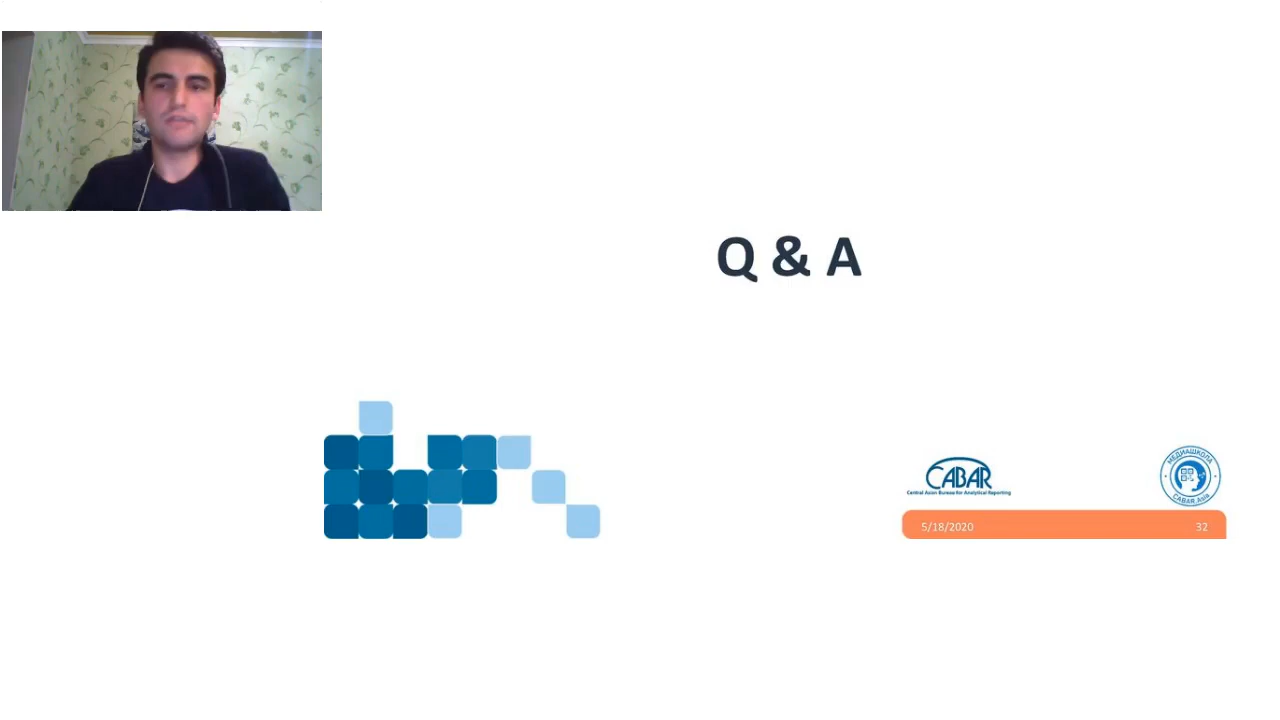 Q & A
CABAR
Central Asian Bureau for Analytical Reporting
МЕДИАШКОЛА
CABAR.Asia
5/18/2020
32